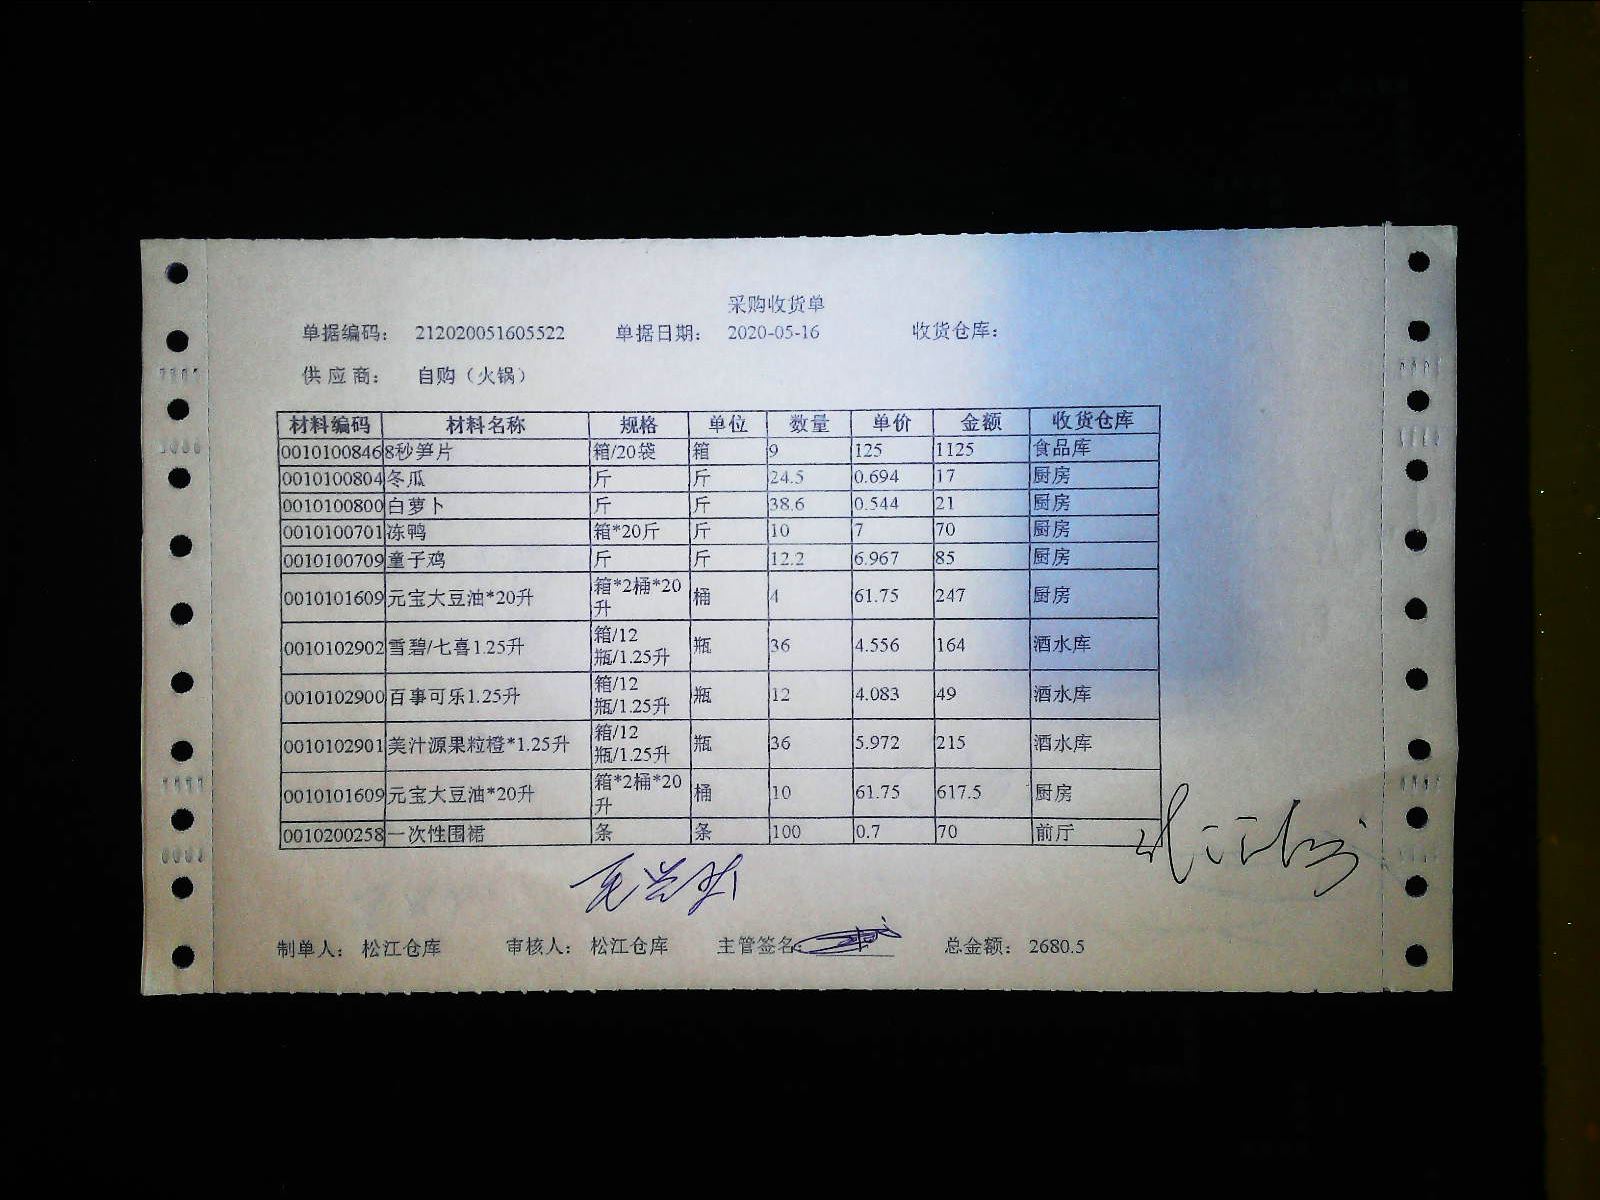 采购收货单
单据编码: 212020051605522 单据日期: 2020-05-16 收货仓库:
供应商: 自购（火锅）
材料编码 材料名称 规格 单位 数量 单价 金额 收货仓库
0010100846 8秒笋片 箱/20袋 箱 9 125 1125 食品库
0010100804 冬瓜 斤 斤 24.5 0.694 17 厨房
0010100800 白萝卜 斤 斤 38.6 0.544 21 厨房
0010100701 冻鸭 箱*20斤 斤 10 7 70 厨房
0010100709 童子鸡 斤 斤 12.2 6.967 85 厨房
0010101609 元宝大豆油*20升 箱*2桶*20升 桶 4 61.75 247 厨房
0010102902 雪碧/七喜1.25升 箱/12瓶/1.25升 瓶 36 4.556 164 酒水库
0010102900 百事可乐1.25升 箱/12瓶/1.25升 瓶 12 4.083 49 酒水库
0010102901 美汁源果粒橙*1.25升 箱/12瓶/1.25升 瓶 36 5.972 215 酒水库
0010101609 元宝大豆油*20升 箱*2桶*20升 桶 10 61.75 617.5 厨房
0010200258 一次性围裙 条 条 100 0.7 70 前厅
制单人: 松江仓库 审核人: 松江仓库 主管签名: 总金额: 2680.5